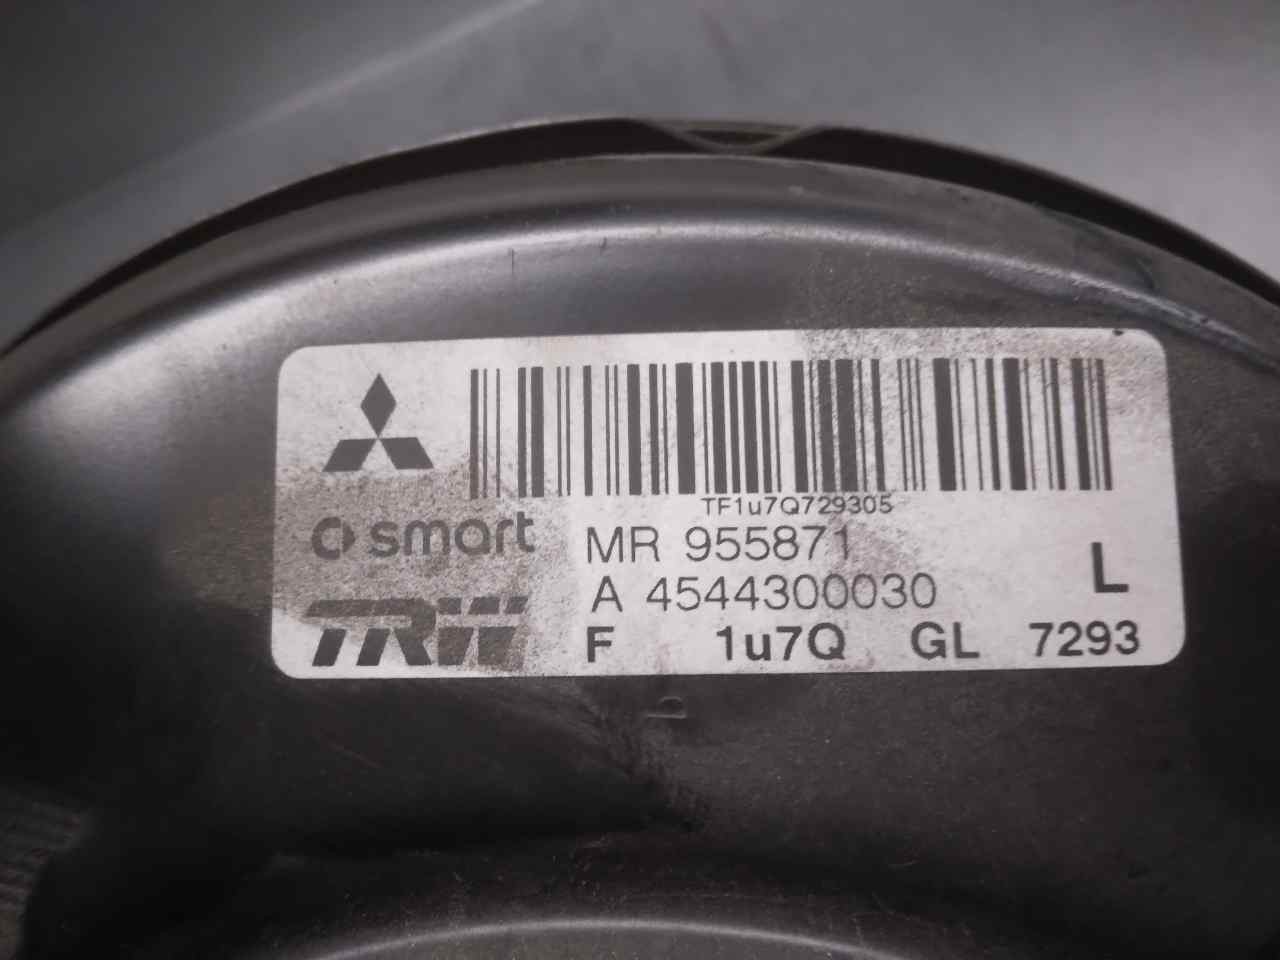 TF1u7Q729305
smart
MR 955871
A 4544300030
L
TRW
F 1u7Q GL 7293